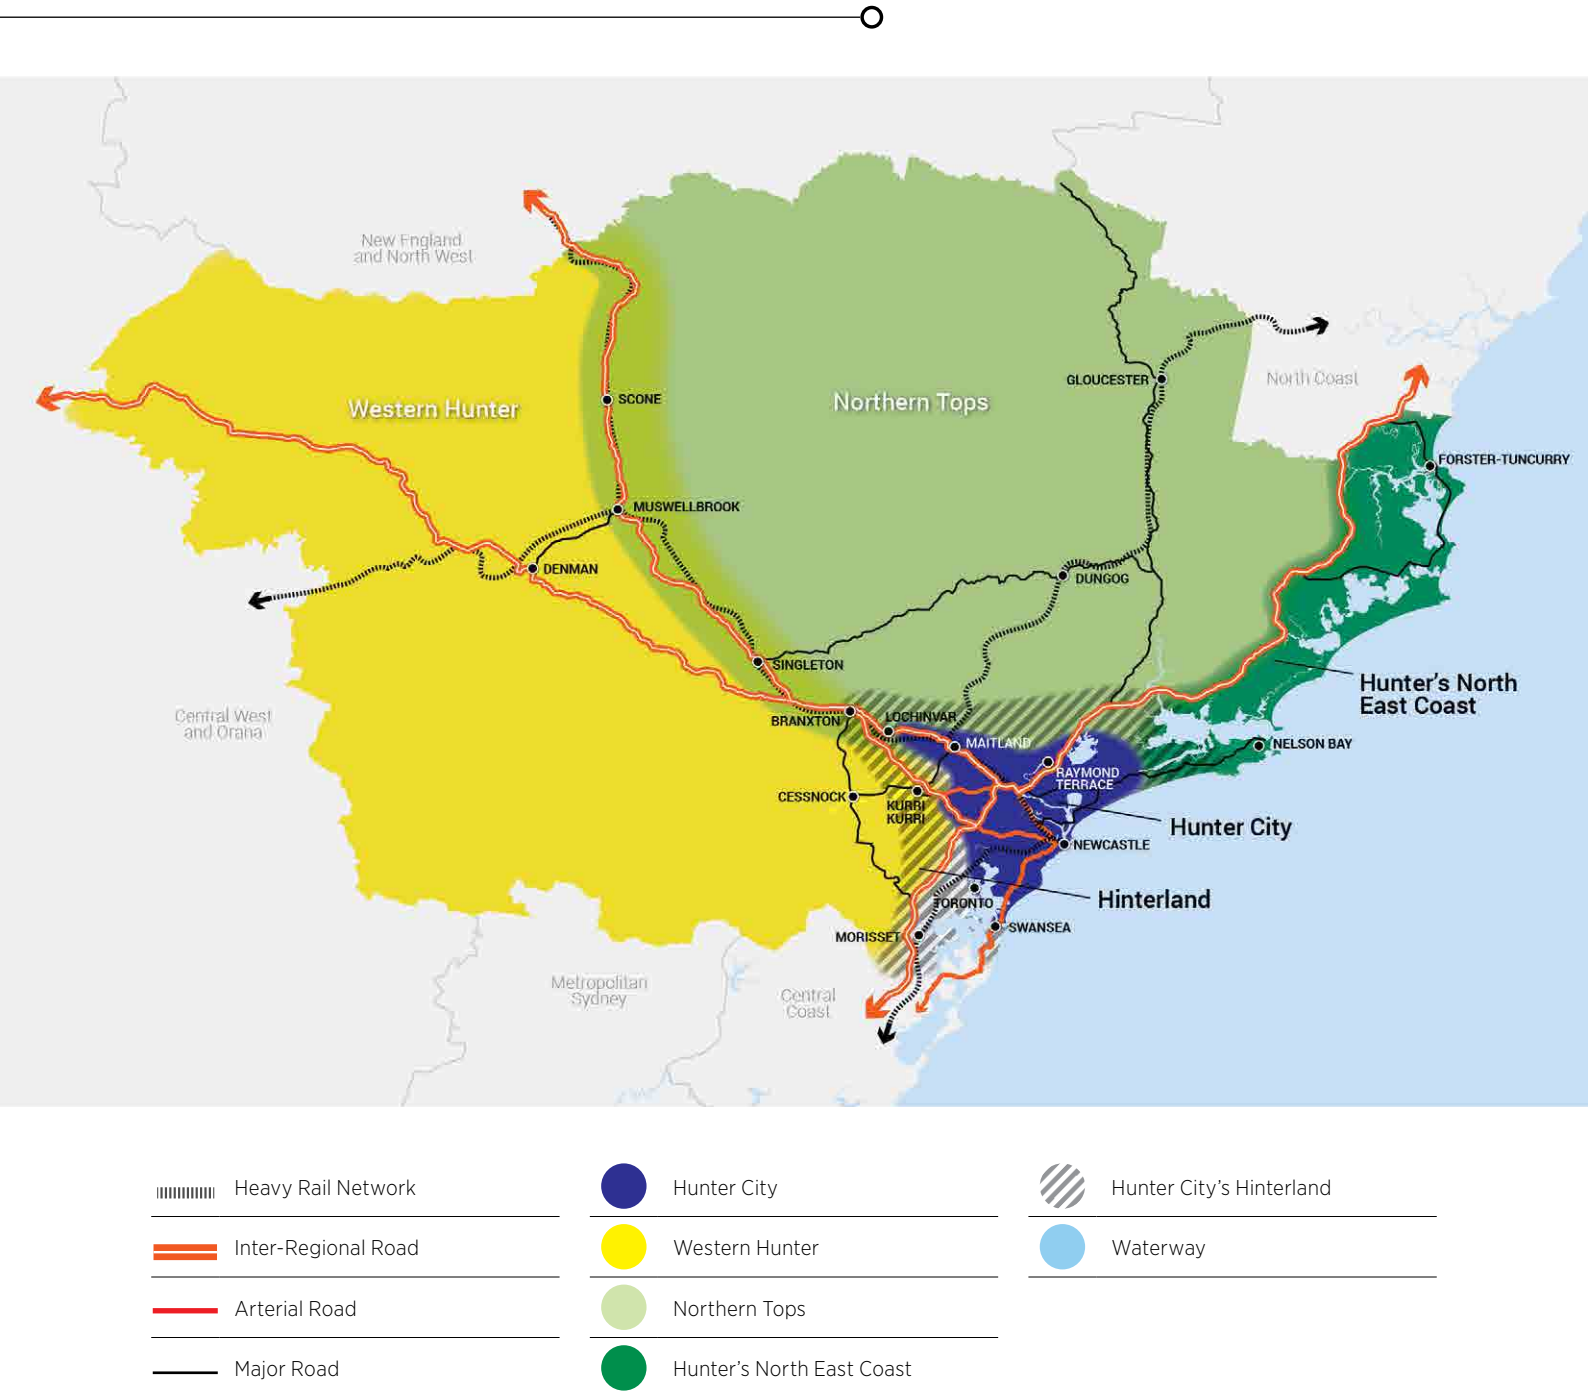 New England
and North West
Western Hunter
SCONE
Northern Tops
GLOUCESTER
North Coast
FORSTER-TUNCURRY
MUSWELLBROOK
DENMAN
DUNGOG
SINGLETON
Hunter's North
East Coast
Central West
and Orana
BRANXTON
LOCHINVAR
MAITLAND
NELSON BAY
RAYMOND
TERRACE
CESSNOCK
KURRI
KURRI
Hunter City
NEWCASTLE
Hinterland
TORONTO
SWANSEA
MORISSET
Metropolitan
Sydney
Central
Coast
Heavy Rail Network
Inter-Regional Road
Arterial Road
Major Road
Hunter City
Western Hunter
Northern Tops
Hunter's North East Coast
Hunter City's Hinterland
Waterway